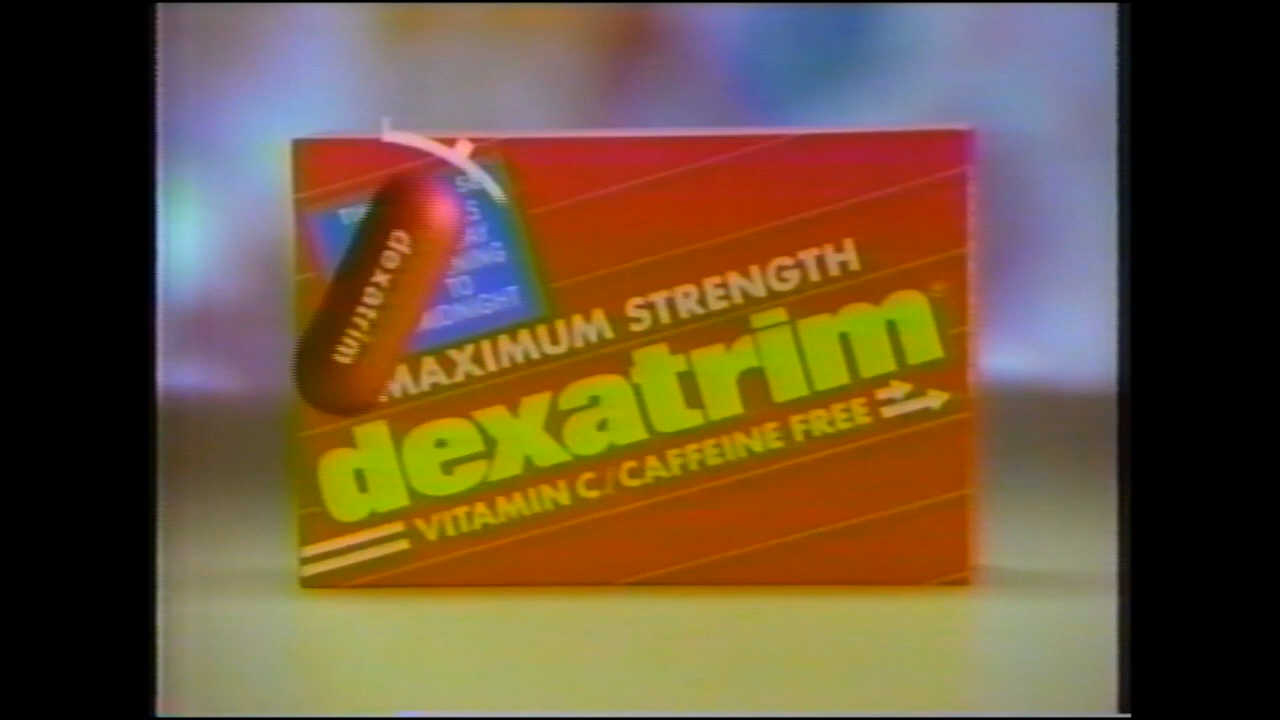 TO
MIDNIGHT
dexatrim
MAXIMUM STRENGTH
dexatrim
VITAMIN C/CAFFEINE FREE